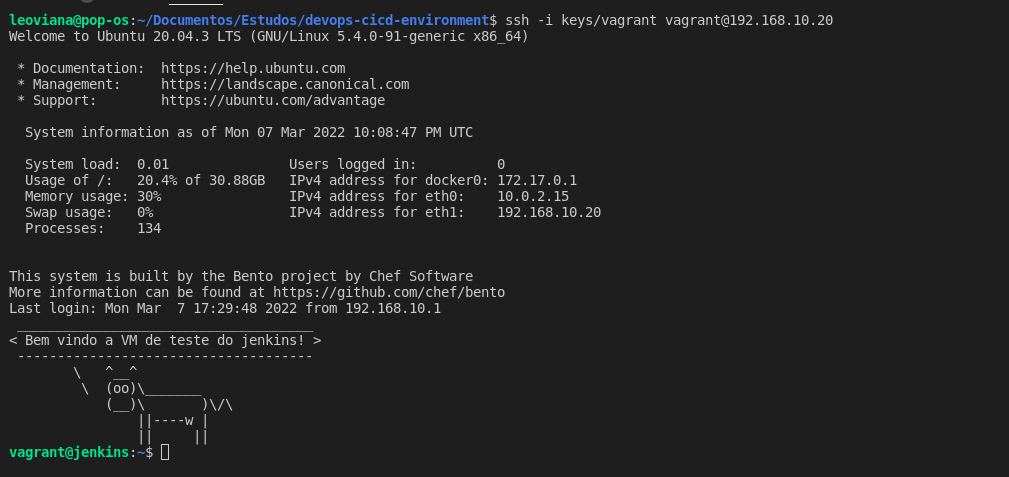 leoviana@pop-os:~/Documentos/Estudos/devops-cicd-environment$ ssh -i keys/vagrant vagrant@192.168.10.20
Welcome to Ubuntu 20.04.3 LTS (GNU/Linux 5.4.0-91-generic x86_64)

 * Documentation:  https://help.ubuntu.com
 * Management:     https://landscape.canonical.com
 * Support:        https://ubuntu.com/advantage

  System information as of Mon 07 Mar 2022 10:08:47 PM UTC

  System load:  0.01               Users logged in:          0
  Usage of /:   20.4% of 30.88GB   IPv4 address for docker0: 172.17.0.1
  Memory usage: 30%                IPv4 address for eth0:    10.0.2.15
  Swap usage:   0%                 IPv4 address for eth1:    192.168.10.20
  Processes:    134


This system is built by the Bento project by Chef Software
More information can be found at https://github.com/chef/bento
Last login: Mon Mar  7 17:29:48 2022 from 192.168.10.1
 _____________________________________
< Bem vindo a VM de teste do jenkins! >
 -------------------------------------
        \   ^__^
         \  (oo)\_______
            (__)\       )\/\
                ||----w |
                ||     ||
vagrant@jenkins:~$